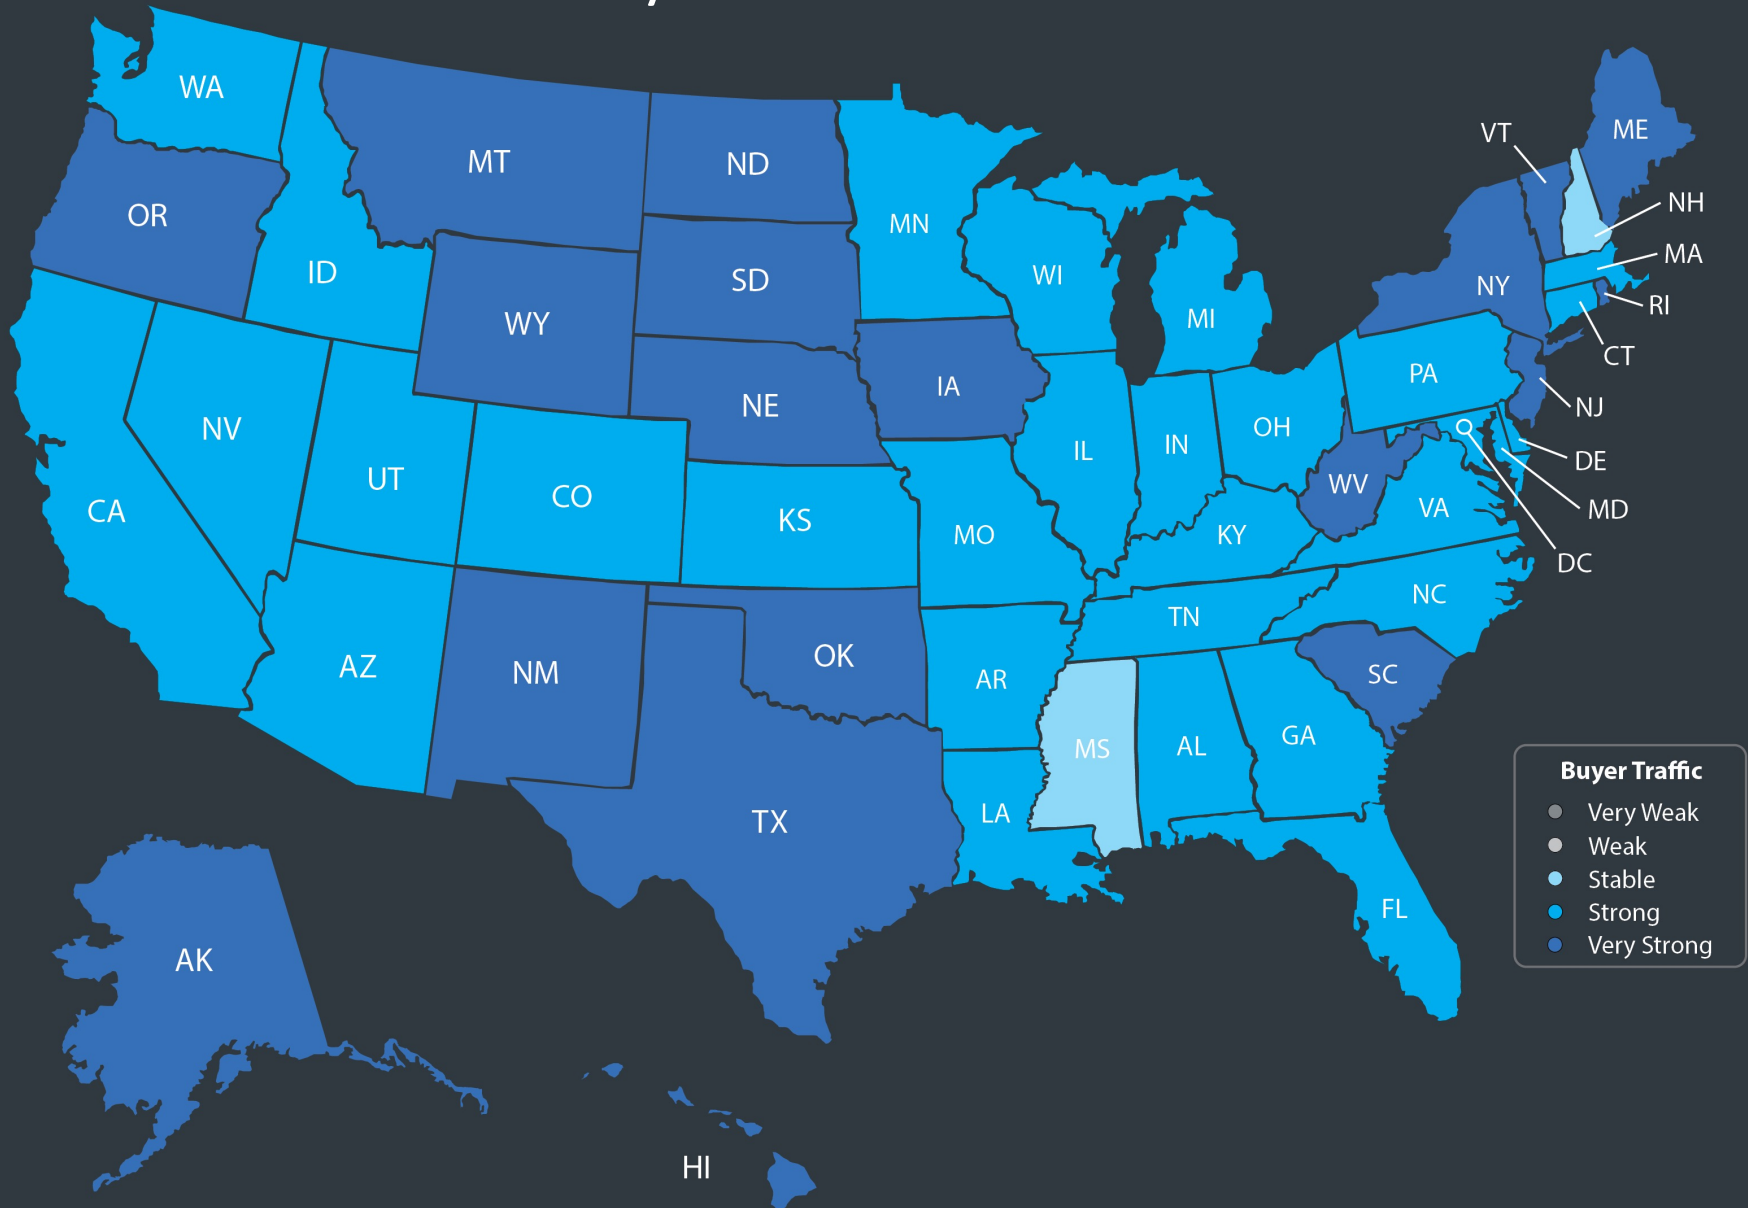 WA
MT
ND
VT
ME
OR
MN
NH
ID
MA
WI
SD
NY
RI
WY
MI
CT
PA
IA
NE
NJ
NV
OH
IL
IN
DE
UT
WV
CO
VA
MD
CA
KS
MO
KY
DC
NC
TN
AZ
NM
OK
AR
SC
MS
AL
GA
LA
TX
FL
AK
HI
Buyer Traffic
Very Weak
Weak
Stable
Strong
Very Strong